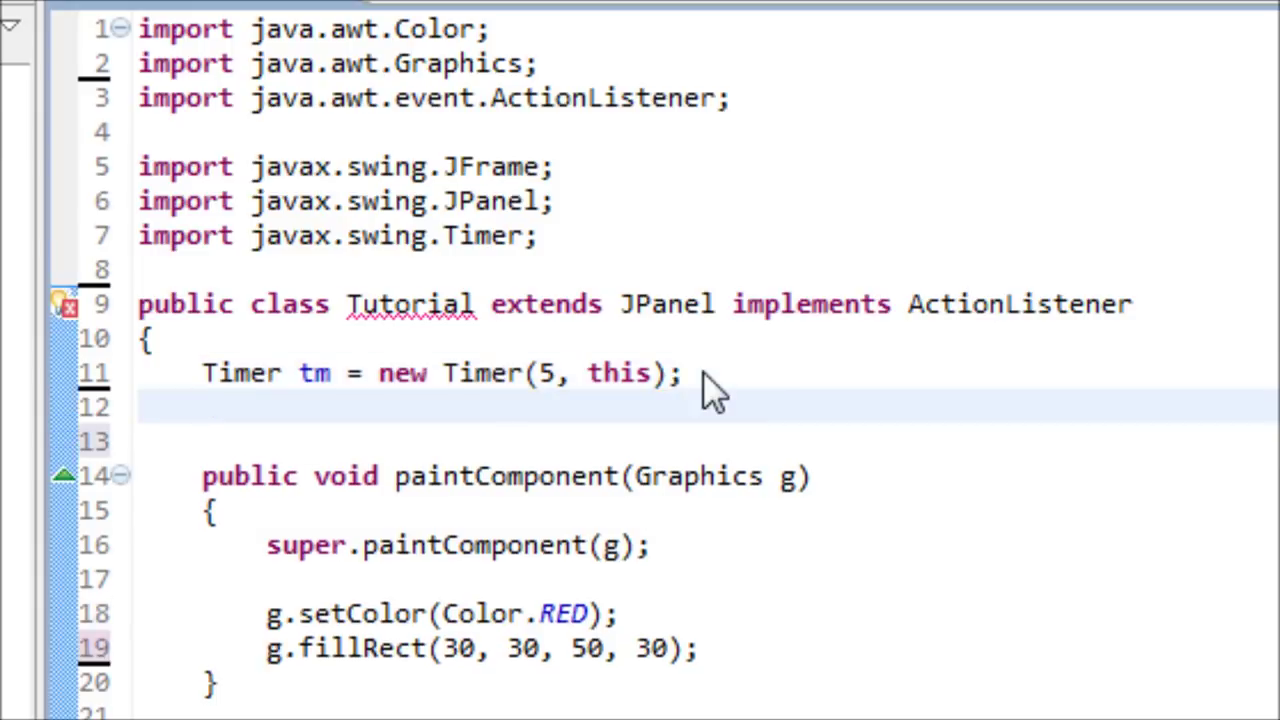 1 import java.awt.Color;
2 import java.awt.Graphics;
3 import java.awt.event.ActionListener;
4
5 import javax.swing.JFrame;
6 import javax.swing.JPanel;
7 import javax.swing.Timer;
8
9 public class Tutorial extends JPanel implements ActionListener
10 {
11 Timer tm = new Timer(5, this);
12
13
14 public void paintComponent(Graphics g)
15 {
16 super.paintComponent(g);
17
18 g.setColor(Color.RED);
19 g.fillRect(30, 30, 50, 30);
20 }
21